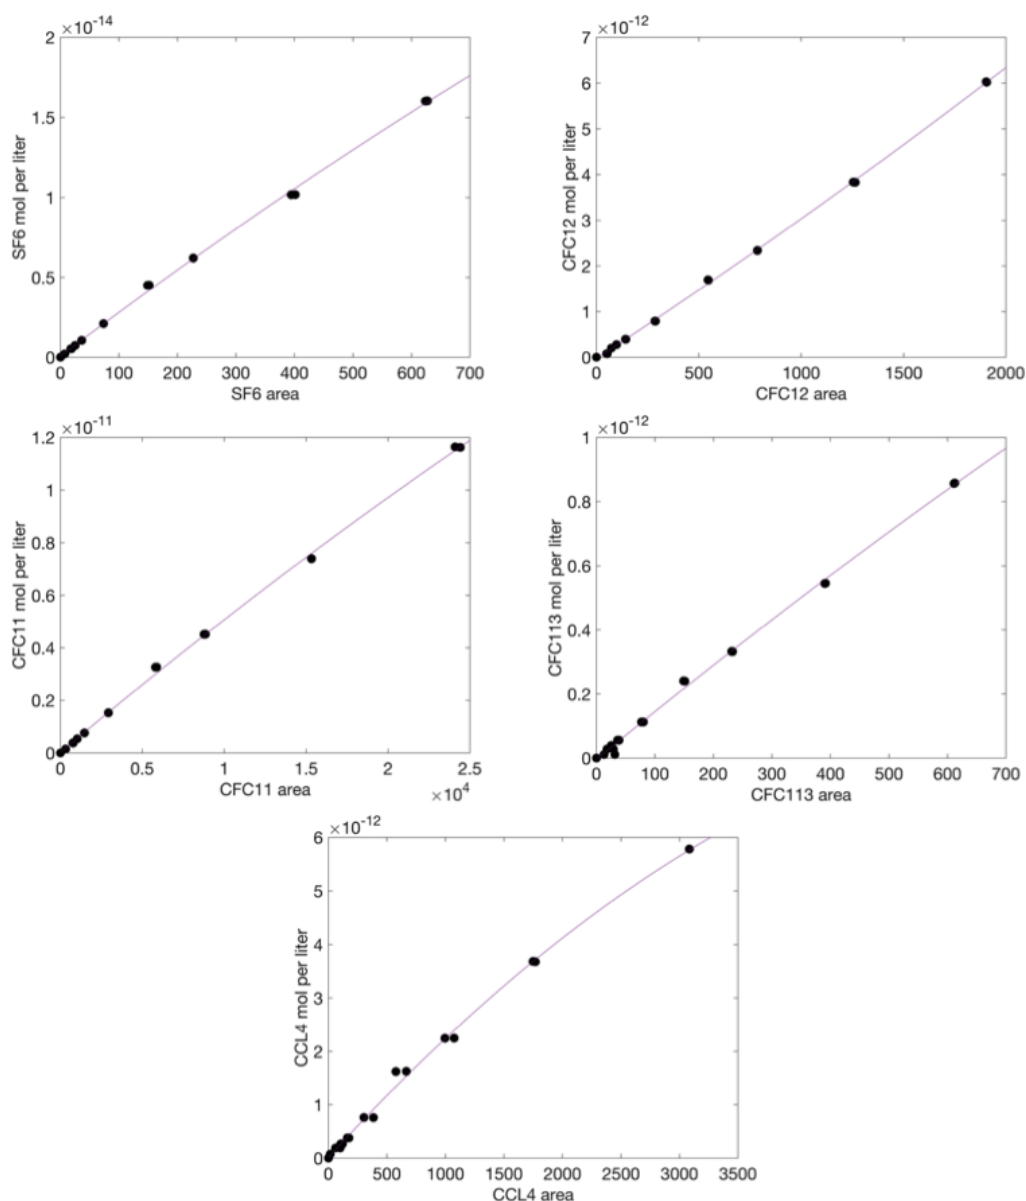 ×10⁻¹⁴
2
1.5
1
0.5
0
SF6 mol per liter
0 100 200 300 400 500 600 700
SF6 area
×10⁻¹²
7
6
5
4
3
2
1
0
CFC12 mol per liter
0 500 1000 1500 2000
CFC12 area
×10⁻¹¹
1.2
1
0.8
0.6
0.4
0.2
0
CFC11 mol per liter
0 0.5 1 1.5 2 2.5
CFC11 area
×10⁴
×10⁻¹²
1
0.8
0.6
0.4
0.2
0
CFC113 mol per liter
0 100 200 300 400 500 600 700
CFC113 area
×10⁻¹²
6
5
4
3
2
1
0
CCL4 mol per liter
0 500 1000 1500 2000 2500 3000 3500
CCL4 area